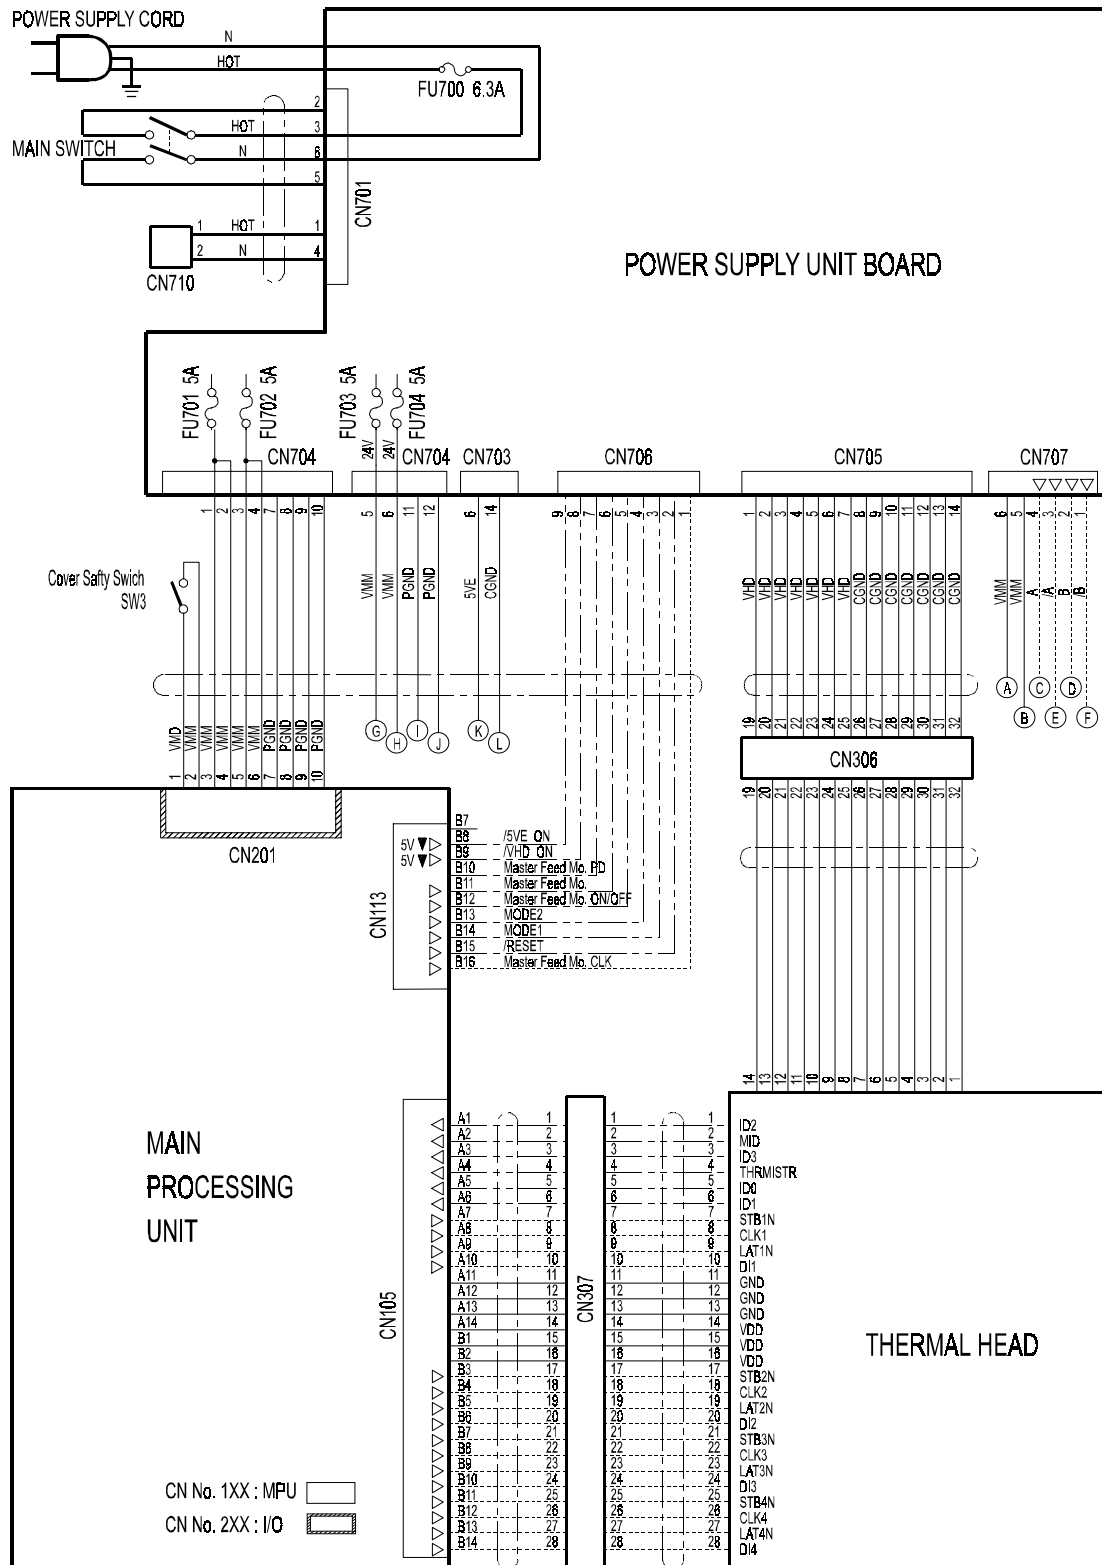 POWER SUPPLY CORD
N
HOT
FU700 6.3A
2
HOT 3
MAIN SWITCH
N 6
5
CN701
1 HOT 1
2 N 4
CN710
POWER SUPPLY UNIT BOARD
FU701 5A
FU702 5A
FU703 5A
FU704 5A
24V
24V
CN704
CN704
CN703
CN706
CN705
CN707
1 2 3 4 7 8 9 10
5 6 11 12
6 14
9 8 7 6 5 4 3 2 1
1 2 3 4 5 6 7 8 9 10 11 12 13 14
6 5 4 3 2 1
Cover Safty Swich
SW3
VMM VMM PGND PGND
5VE CGND
VHD VHD VHD VHD VHD VHD VHD CGND CGND CGND CGND CGND CGND CGND
VMM VMM A /A B /B
A C D
B E F
G I K
H J L
VMD VMM VMM VMM VMM VMM PGND PGND PGND PGND
1 2 3 4 5 6 7 8 9 10
CN201
19 20 21 22 23 24 25 26 27 28 29 30 31 32
CN306
19 20 21 22 23 24 25 26 27 28 29 30 31 32
CN113
B7
5V B8 /5VE ON
5V B9 /VHD ON
B10 Master Feed Mo. PD
B11 Master Feed Mo.
B12 Master Feed Mo. ON/OFF
B13 MODE2
B14 MODE1
B15 /RESET
B16 Master Feed Mo. CLK
14 13 12 11 10 9 8 7 6 5 4 3 2 1
MAIN
PROCESSING
UNIT
CN105
CN307
THERMAL HEAD
A1 1 1 1 ID2
A2 2 2 2 MID
A3 3 3 3 ID3
A4 4 4 4 THRMISTR
A5 5 5 5 ID0
A6 6 6 6 ID1
A7 7 7 7 STB1N
A8 8 8 8 CLK1
A9 9 9 9 LAT1N
A10 10 10 10 DI1
A11 11 11 11 GND
A12 12 12 12 GND
A13 13 13 13 GND
A14 14 14 14 VDD
B1 15 15 15 VDD
B2 16 16 16 VDD
B3 17 17 17 STB2N
B4 18 18 18 CLK2
B5 19 19 19 LAT2N
B6 20 20 20 DI2
B7 21 21 21 STB3N
B8 22 22 22 CLK3
B9 23 23 23 LAT3N
B10 24 24 24 DI3
B11 25 25 25 STB4N
B12 26 26 26 CLK4
B13 27 27 27 LAT4N
B14 28 28 28 DI4
CN No. 1XX : MPU
CN No. 2XX : I/O